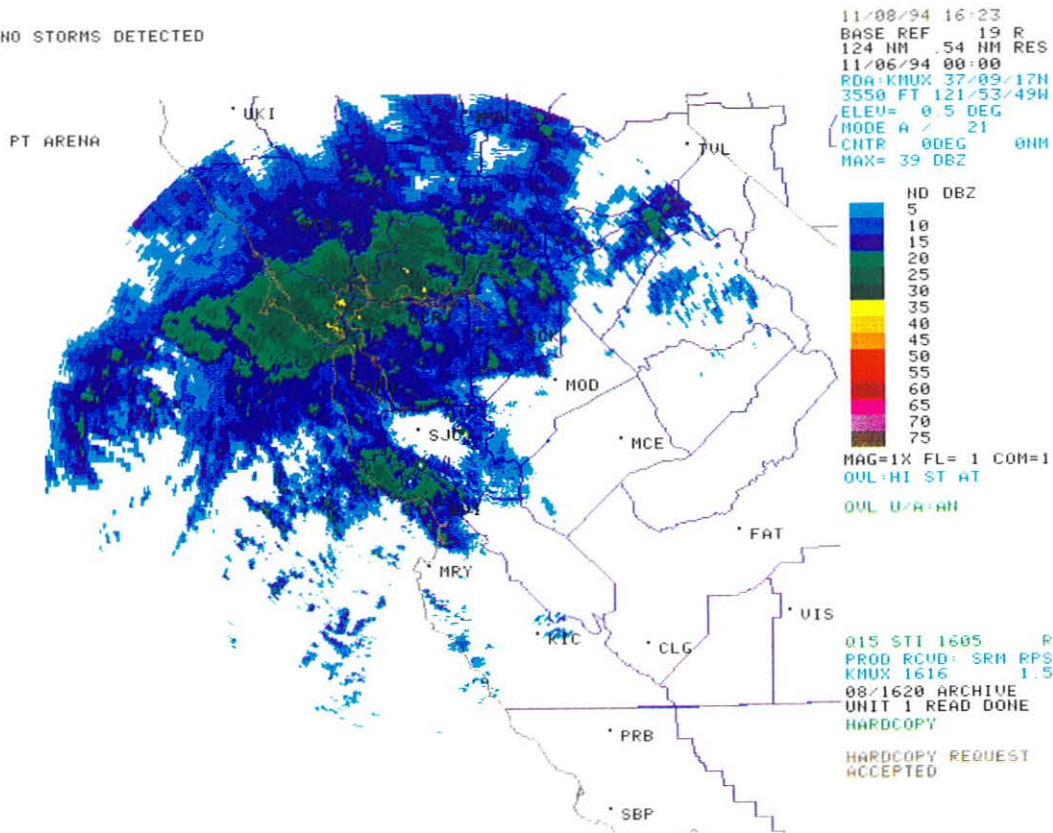 NO STORMS DETECTED
PT ARENA
UKI
TVL
SCK
MOD
SJC
MCE
FAT
MRY
VIS
KIC
CLG
PRB
SBP
11/08/94 16:23
BASE REF 19 R
124 NM .54 NM RES
11/06/94 00:00
RDA:KMUX 37/09/17N
3550 FT 121/53/49W
ELEV= 0.5 DEG
MODE A / 21
CNTR 0DEG 0NM
MAX= 39 DBZ
ND DBZ
5
10
15
20
25
30
35
40
45
50
55
60
65
70
75
MAG=1X FL= 1 COM=1
OVL:HI ST AT
OVL U/A:AN
Q15 STI 1605 R
PROD RCVD: SRM RPS
KMUX 1616 1.5
08/1620 ARCHIVE
UNIT 1 READ DONE
HARDCOPY
HARDCOPY REQUEST
ACCEPTED